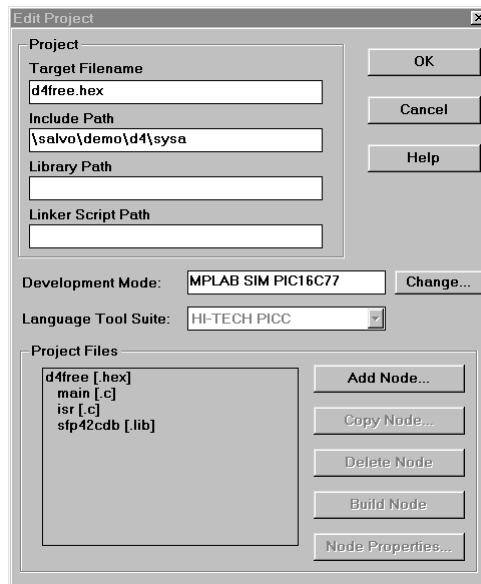 Edit Project
Project
Target Filename
d4free.hex
Include Path
\salvo\demo\d4\sysa
Library Path
Linker Script Path
OK
Cancel
Help
Development Mode: MPLAB SIM PIC16C77 Change...
Language Tool Suite: HI-TECH PICC
Project Files
d4free [.hex]
main [.c]
isr [.c]
sfp42cdb [.lib]
Add Node...
Copy Node...
Delete Node
Build Node
Node Properties...